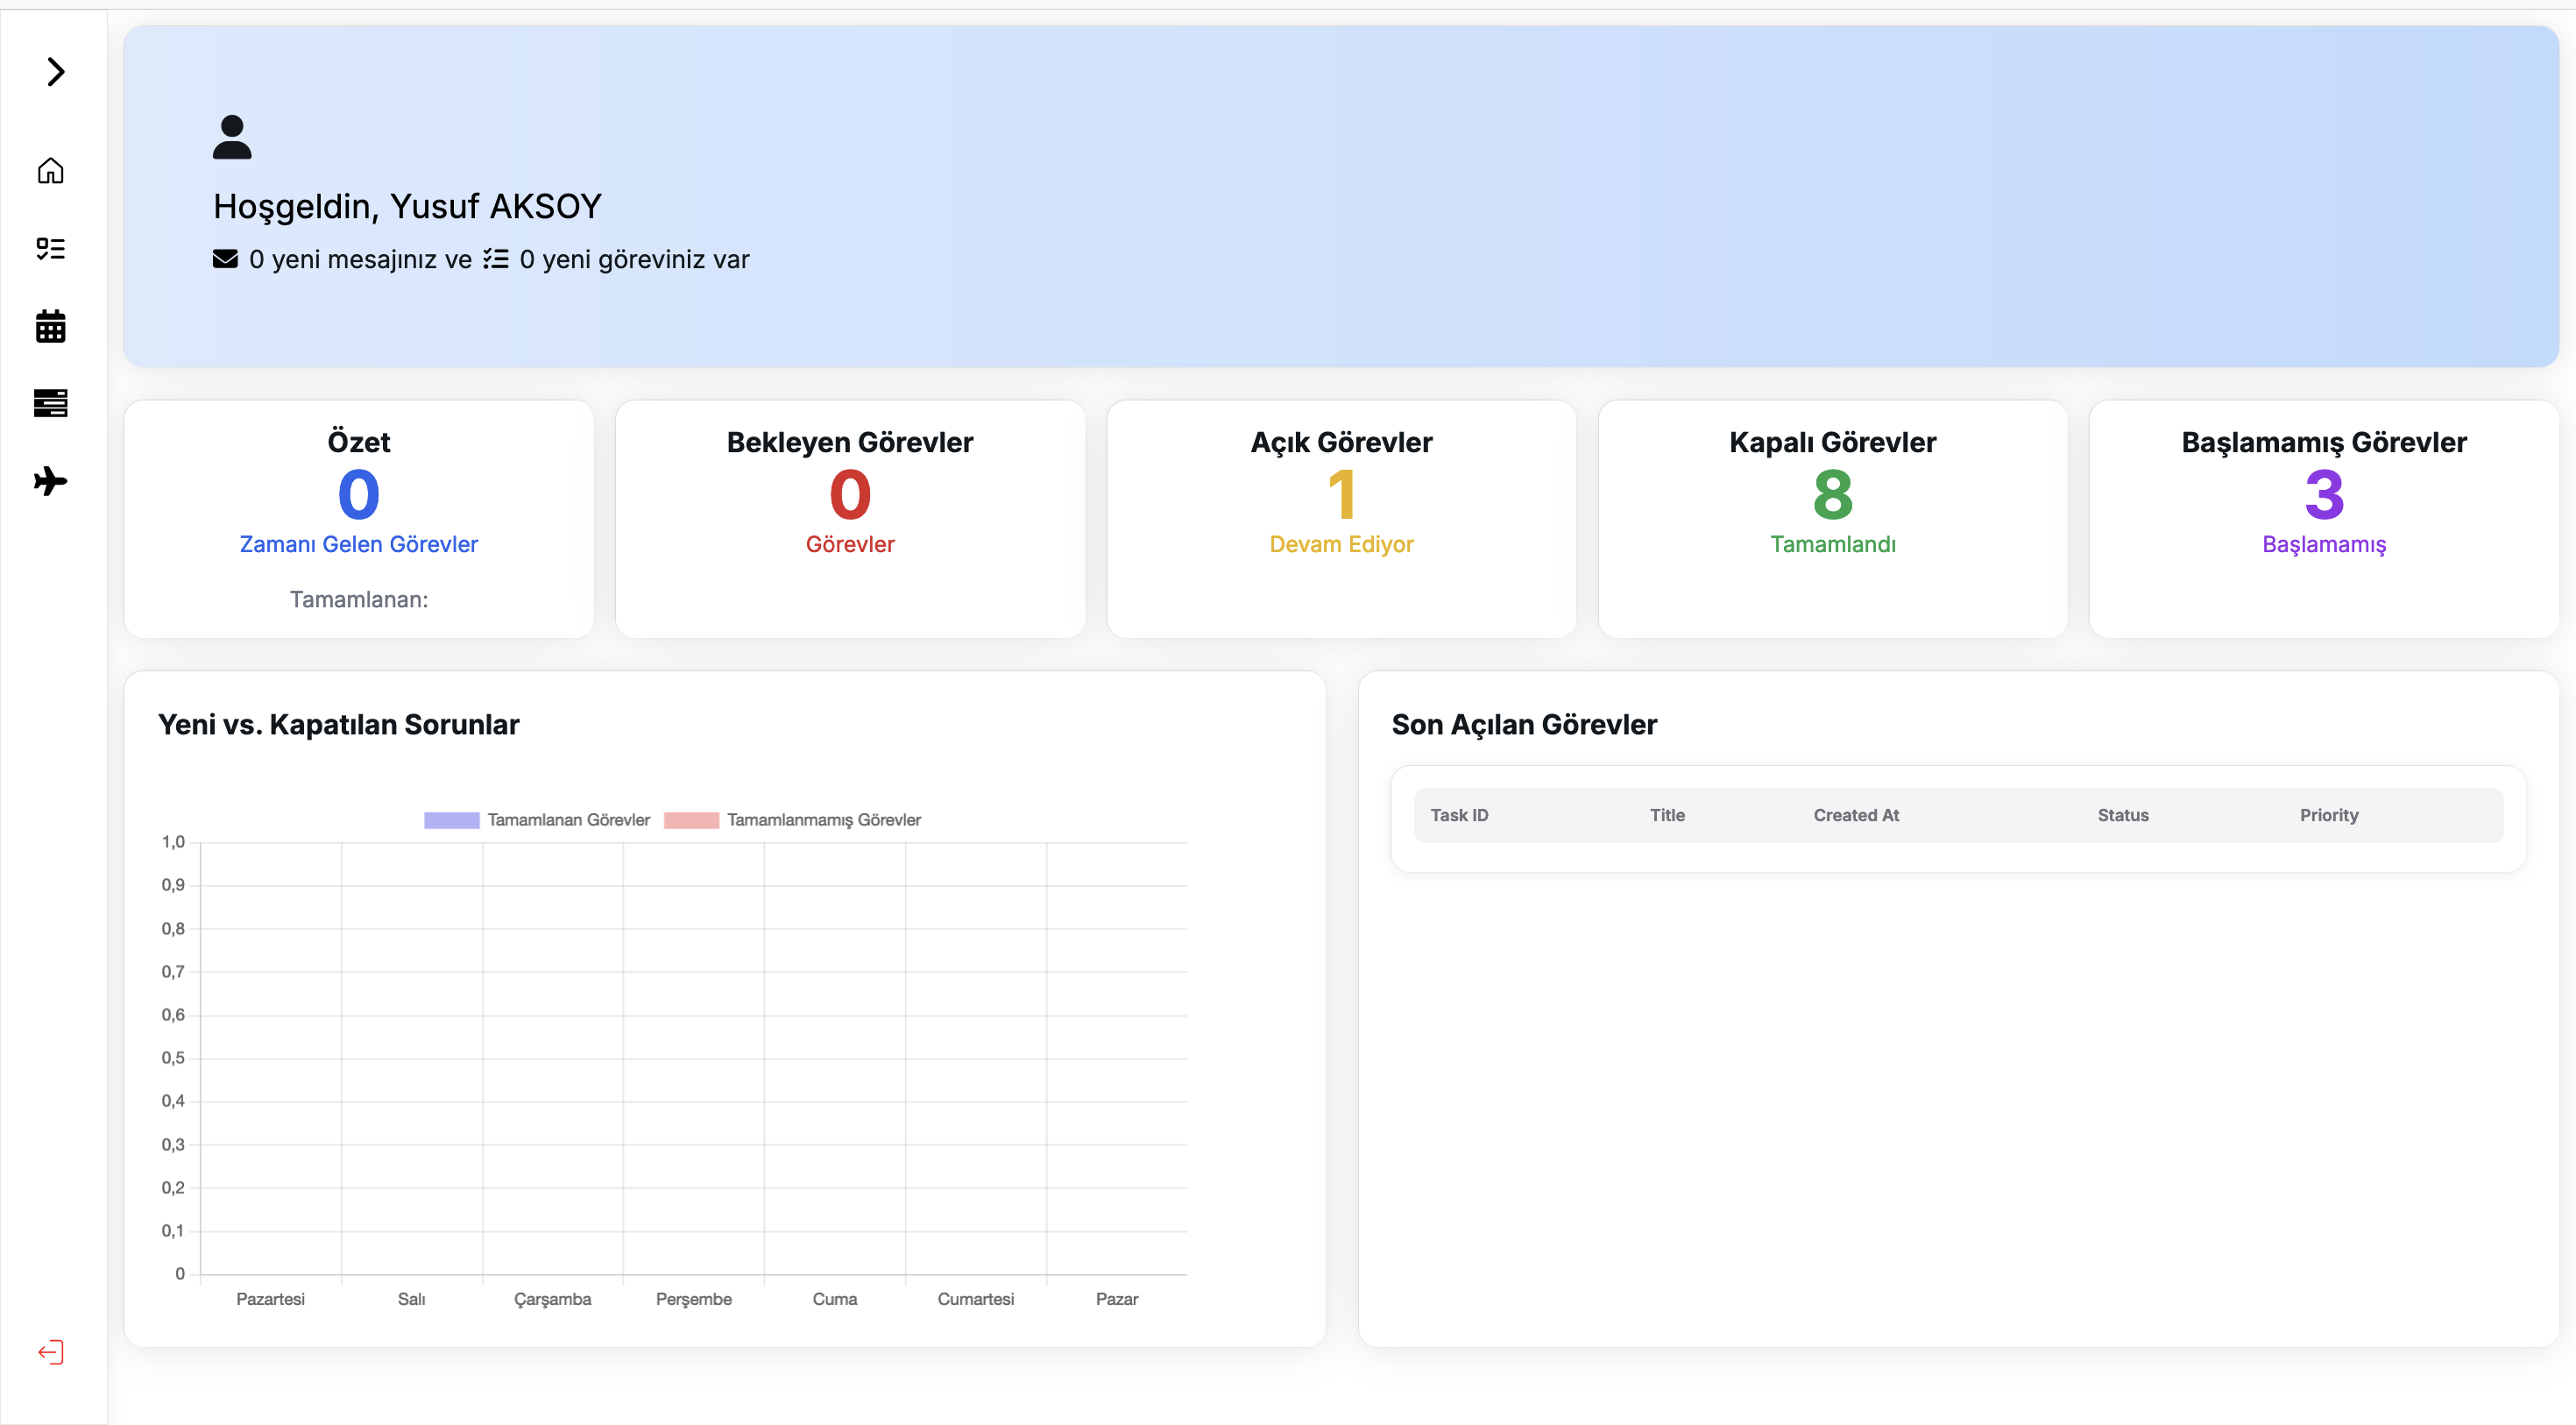 Hoşgeldin, Yusuf AKSOY
0 yeni mesajınız ve 0 yeni göreviniz var
Özet
0
Zamanı Gelen Görevler
Tamamlanan:
Bekleyen Görevler
0
Görevler
Açık Görevler
1
Devam Ediyor
Kapalı Görevler
8
Tamamlandı
Başlamamış Görevler
3
Başlamamış
Yeni vs. Kapatılan Sorunlar
Tamamlanan Görevler Tamamlanmamış Görevler
1,0
0,9
0,8
0,7
0,6
0,5
0,4
0,3
0,2
0,1
0
Pazartesi Salı Çarşamba Perşembe Cuma Cumartesi Pazar
Son Açılan Görevler
Task ID Title Created At Status Priority